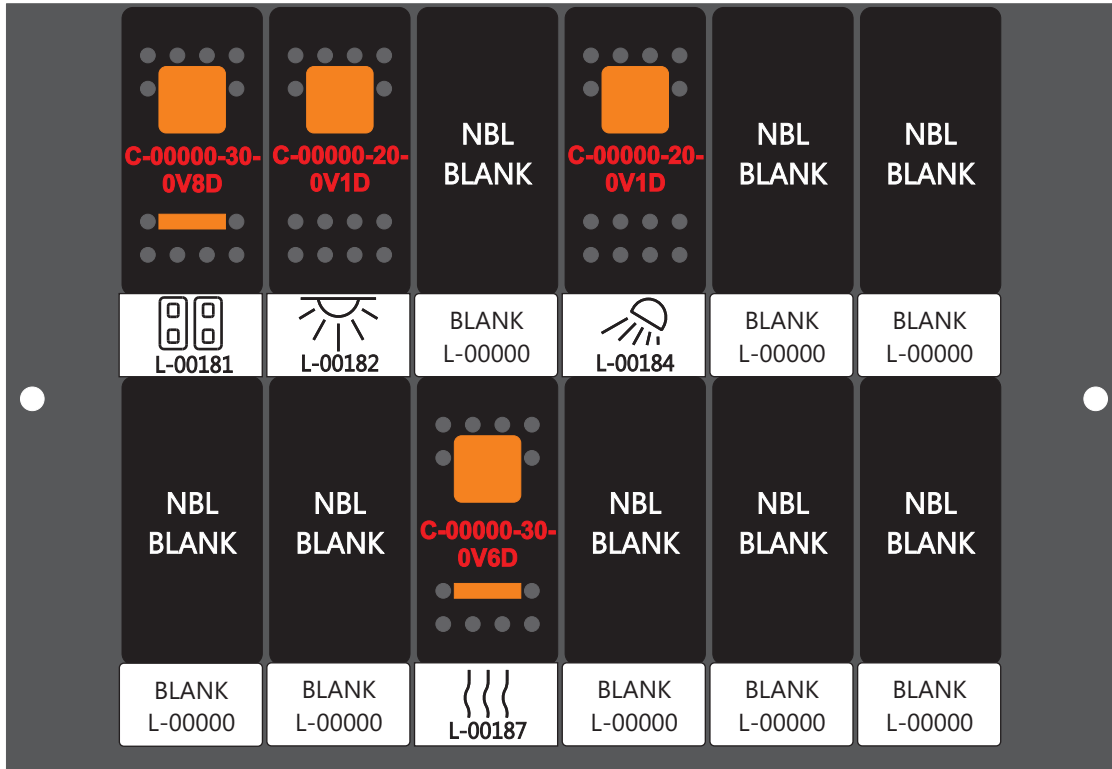 C-00000-30-
0V8D
C-00000-20-
0V1D
NBL
BLANK
C-00000-20-
0V1D
NBL
BLANK
NBL
BLANK
L-00181
L-00182
BLANK
L-00000
L-00184
BLANK
L-00000
BLANK
L-00000
NBL
BLANK
NBL
BLANK
C-00000-30-
0V6D
NBL
BLANK
NBL
BLANK
NBL
BLANK
BLANK
L-00000
BLANK
L-00000
L-00187
BLANK
L-00000
BLANK
L-00000
BLANK
L-00000